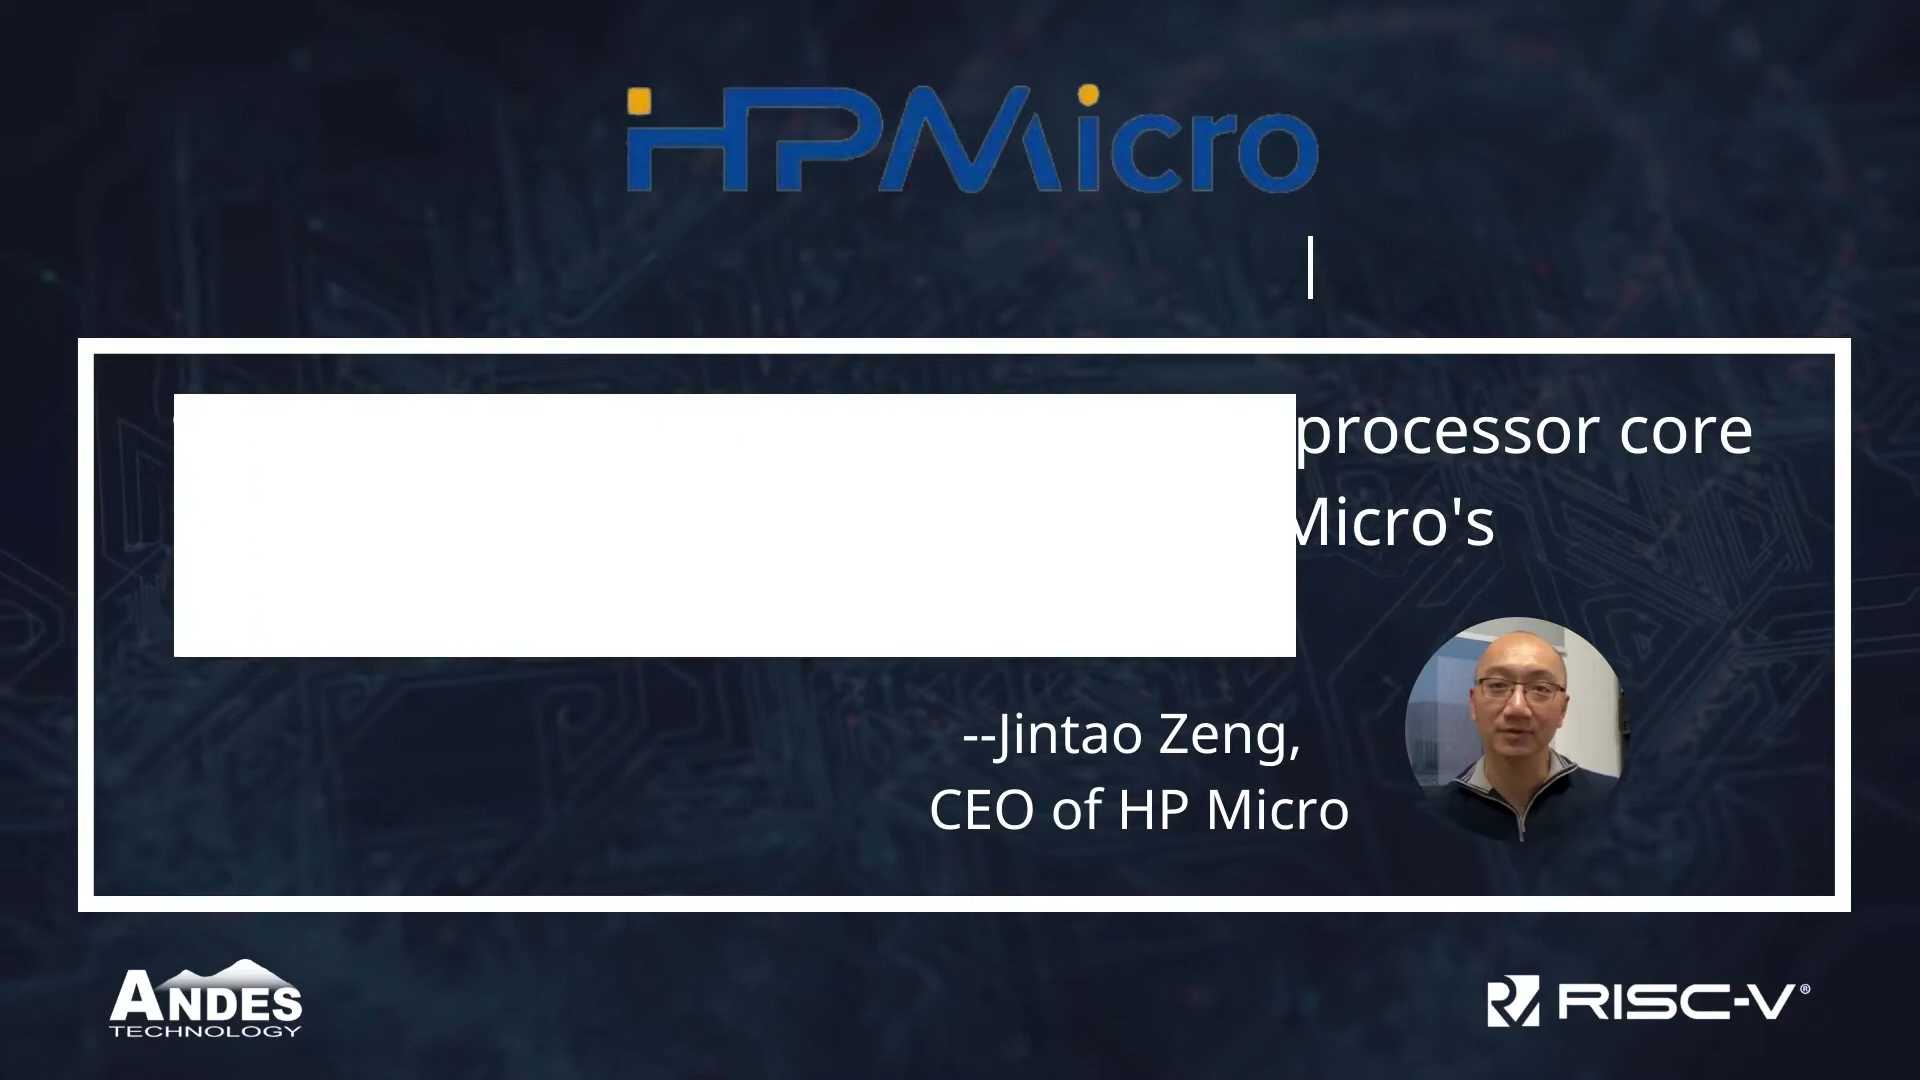 HPMicro
processor core
Micro's
--Jintao Zeng,
CEO of HP Micro
ANDES
TECHNOLOGY
RISC-V®